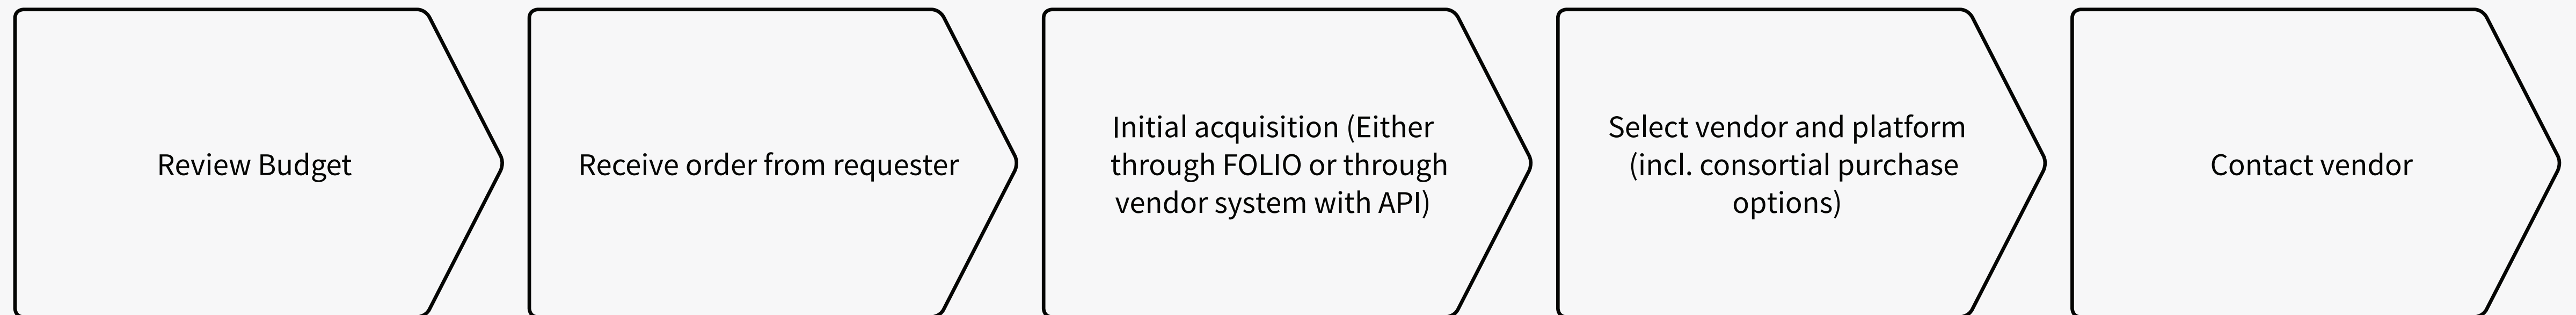 Review Budget
Receive order from requester
Initial acquisition (Either
through FOLIO or through
vendor system with API)
Select vendor and platform
(incl. consortial purchase
options)
Contact vendor